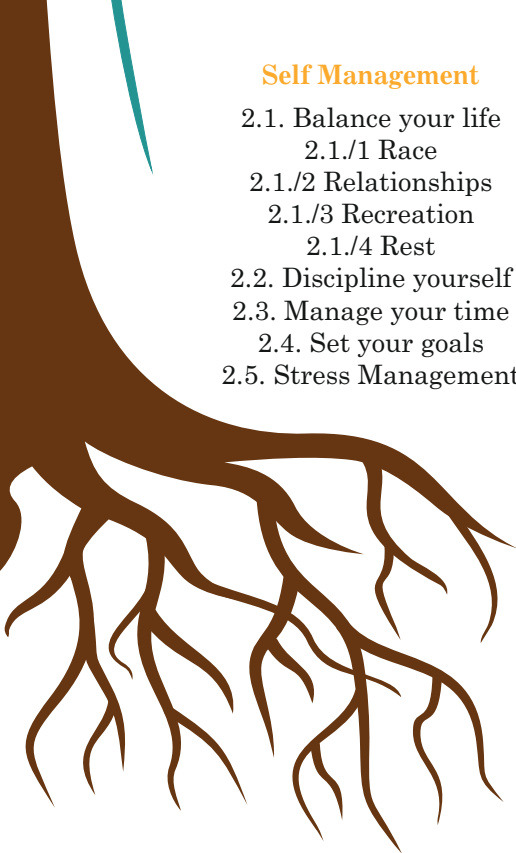 Self Management
2.1. Balance your life
2.1./1 Race
2.1./2 Relationships
2.1./3 Recreation
2.1./4 Rest
2.2. Discipline yourself
2.3. Manage your time
2.4. Set your goals
2.5. Stress Management